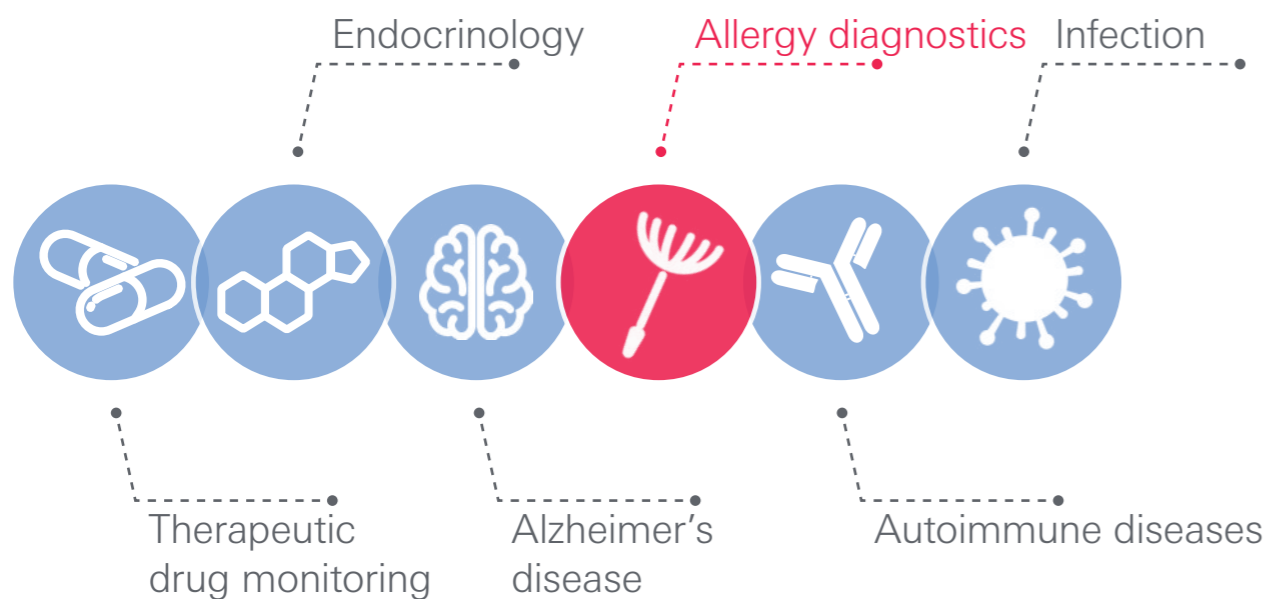 Endocrinology
Allergy diagnostics
Infection
Therapeutic
drug monitoring
Alzheimer's
disease
Autoimmune diseases